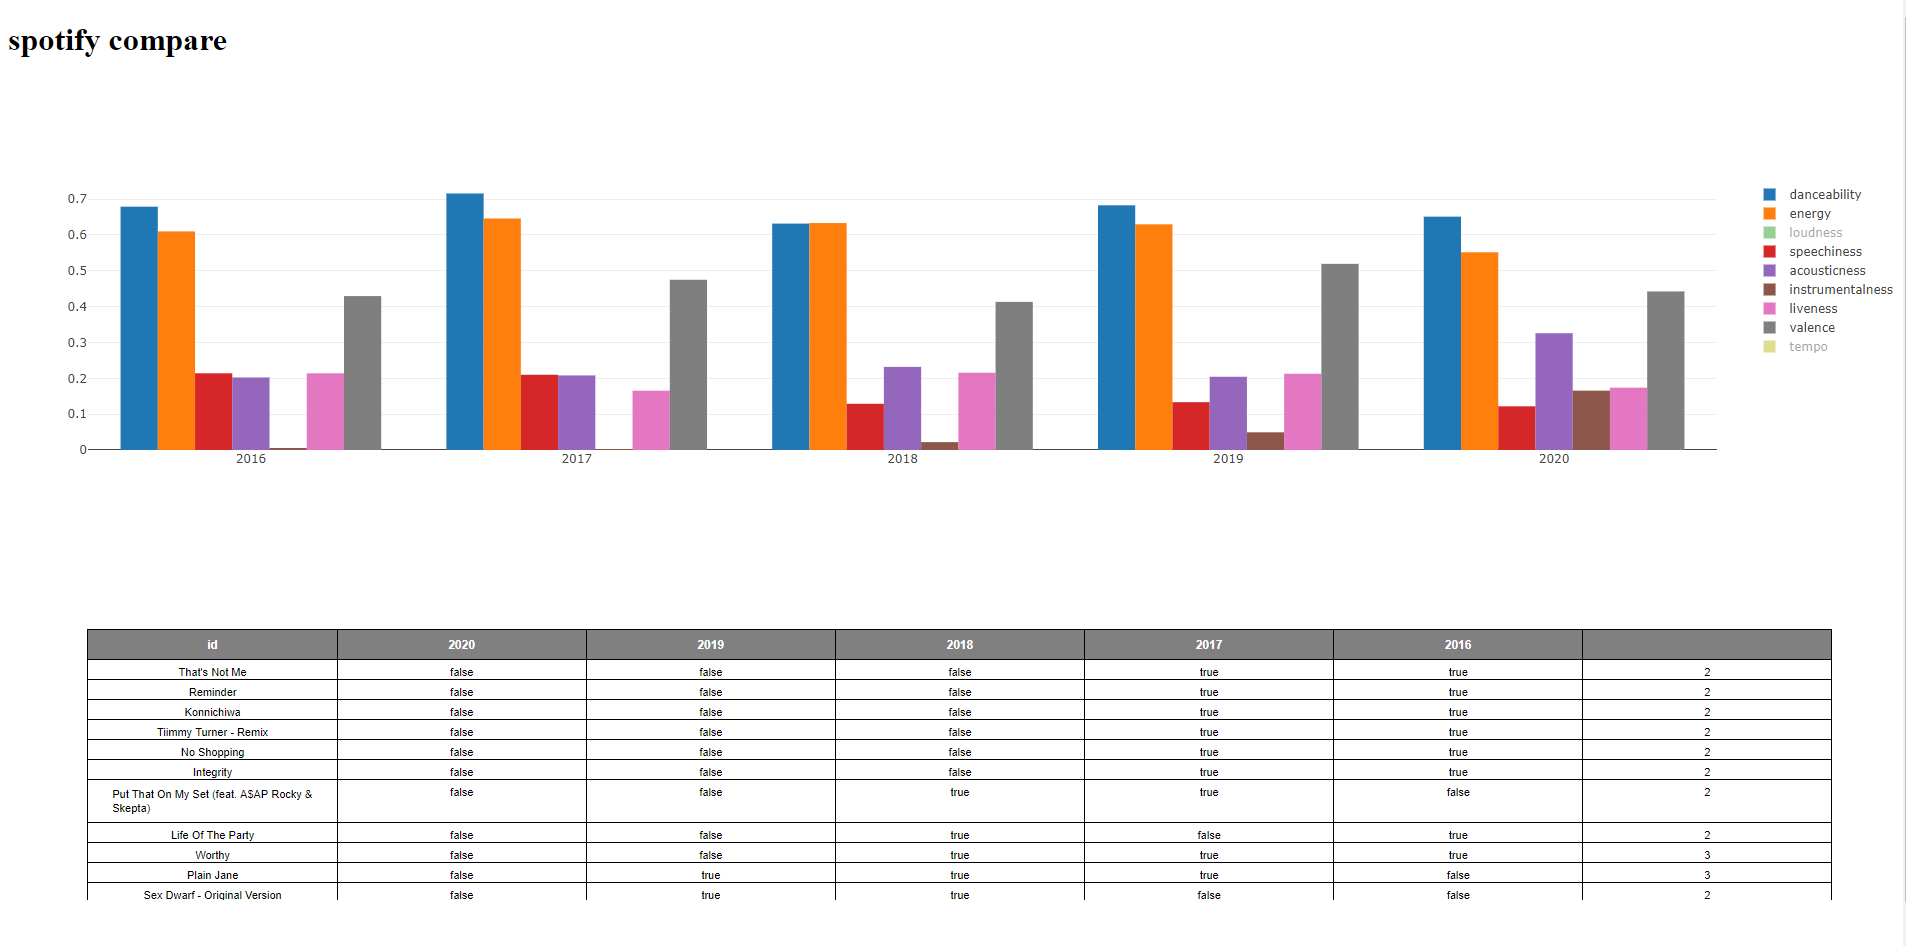 spotify compare
0.7
0.6
0.5
0.4
0.3
0.2
0.1
0
2016 2017 2018 2019 2020
danceability
energy
loudness
speechiness
acousticness
instrumentalness
liveness
valence
tempo
id 2020 2019 2018 2017 2016
That's Not Me false false false true true 2
Reminder false false false true true 2
Konnichiwa false false false true true 2
Tiimmy Turner - Remix false false false true true 2
No Shopping false false false true true 2
Integrity false false false true true 2
Put That On My Set (feat. A$AP Rocky & false false true true false 2
Skepta)
Life Of The Party false false true false true 2
Worthy false false true true true 3
Plain Jane false true true true false 3
Sex Dwarf - Original Version false true true false false 2